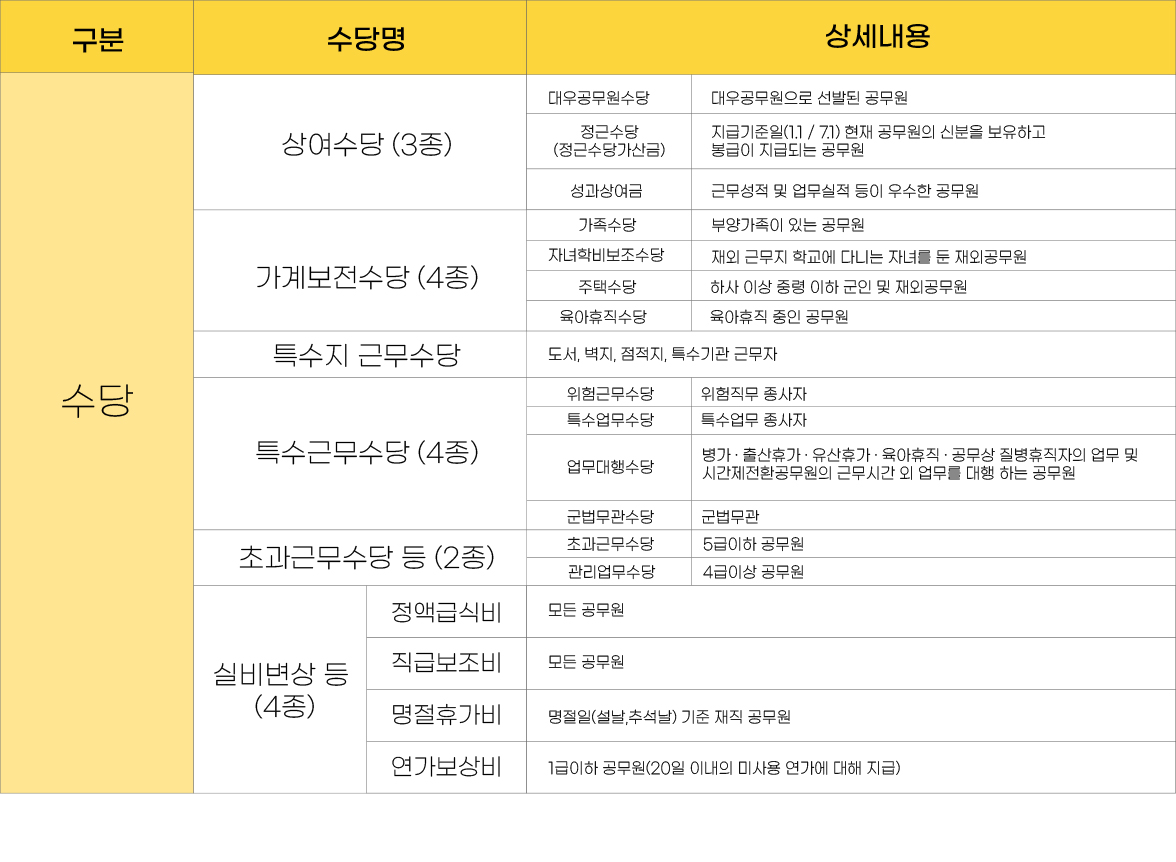 구분
수당명
상세내용
수당
상여수당 (3종)
대우공무원수당
대우공무원으로 선발된 공무원
정근수당
(정근수당가산금)
지급기준일(1.1 / 7.1) 현재 공무원의 신분을 보유하고
봉급이 지급되는 공무원
성과상여금
근무성적 및 업무실적 등이 우수한 공무원
가계보전수당 (4종)
가족수당
부양가족이 있는 공무원
자녀학비보조수당
재외 근무지 학교에 다니는 자녀를 둔 재외공무원
주택수당
하사 이상 중령 이하 군인 및 재외공무원
육아휴직수당
육아휴직 중인 공무원
특수지 근무수당
도서, 벽지, 접적지, 특수기관 근무자
특수근무수당 (4종)
위험근무수당
위험직무 종사자
특수업무수당
특수업무 종사자
업무대행수당
병가 · 출산휴가 · 유산휴가 · 육아휴직 · 공무상 질병휴직자의 업무 및
시간제전환공무원의 근무시간 외 업무를 대행 하는 공무원
군법무관수당
군법무관
초과근무수당 등 (2종)
초과근무수당
5급이하 공무원
관리업무수당
4급이상 공무원
실비변상 등
(4종)
정액급식비
모든 공무원
직급보조비
모든 공무원
명절휴가비
명절일(설날,추석날) 기준 재직 공무원
연가보상비
1급이하 공무원(20일 이내의 미사용 연가에 대해 지급)